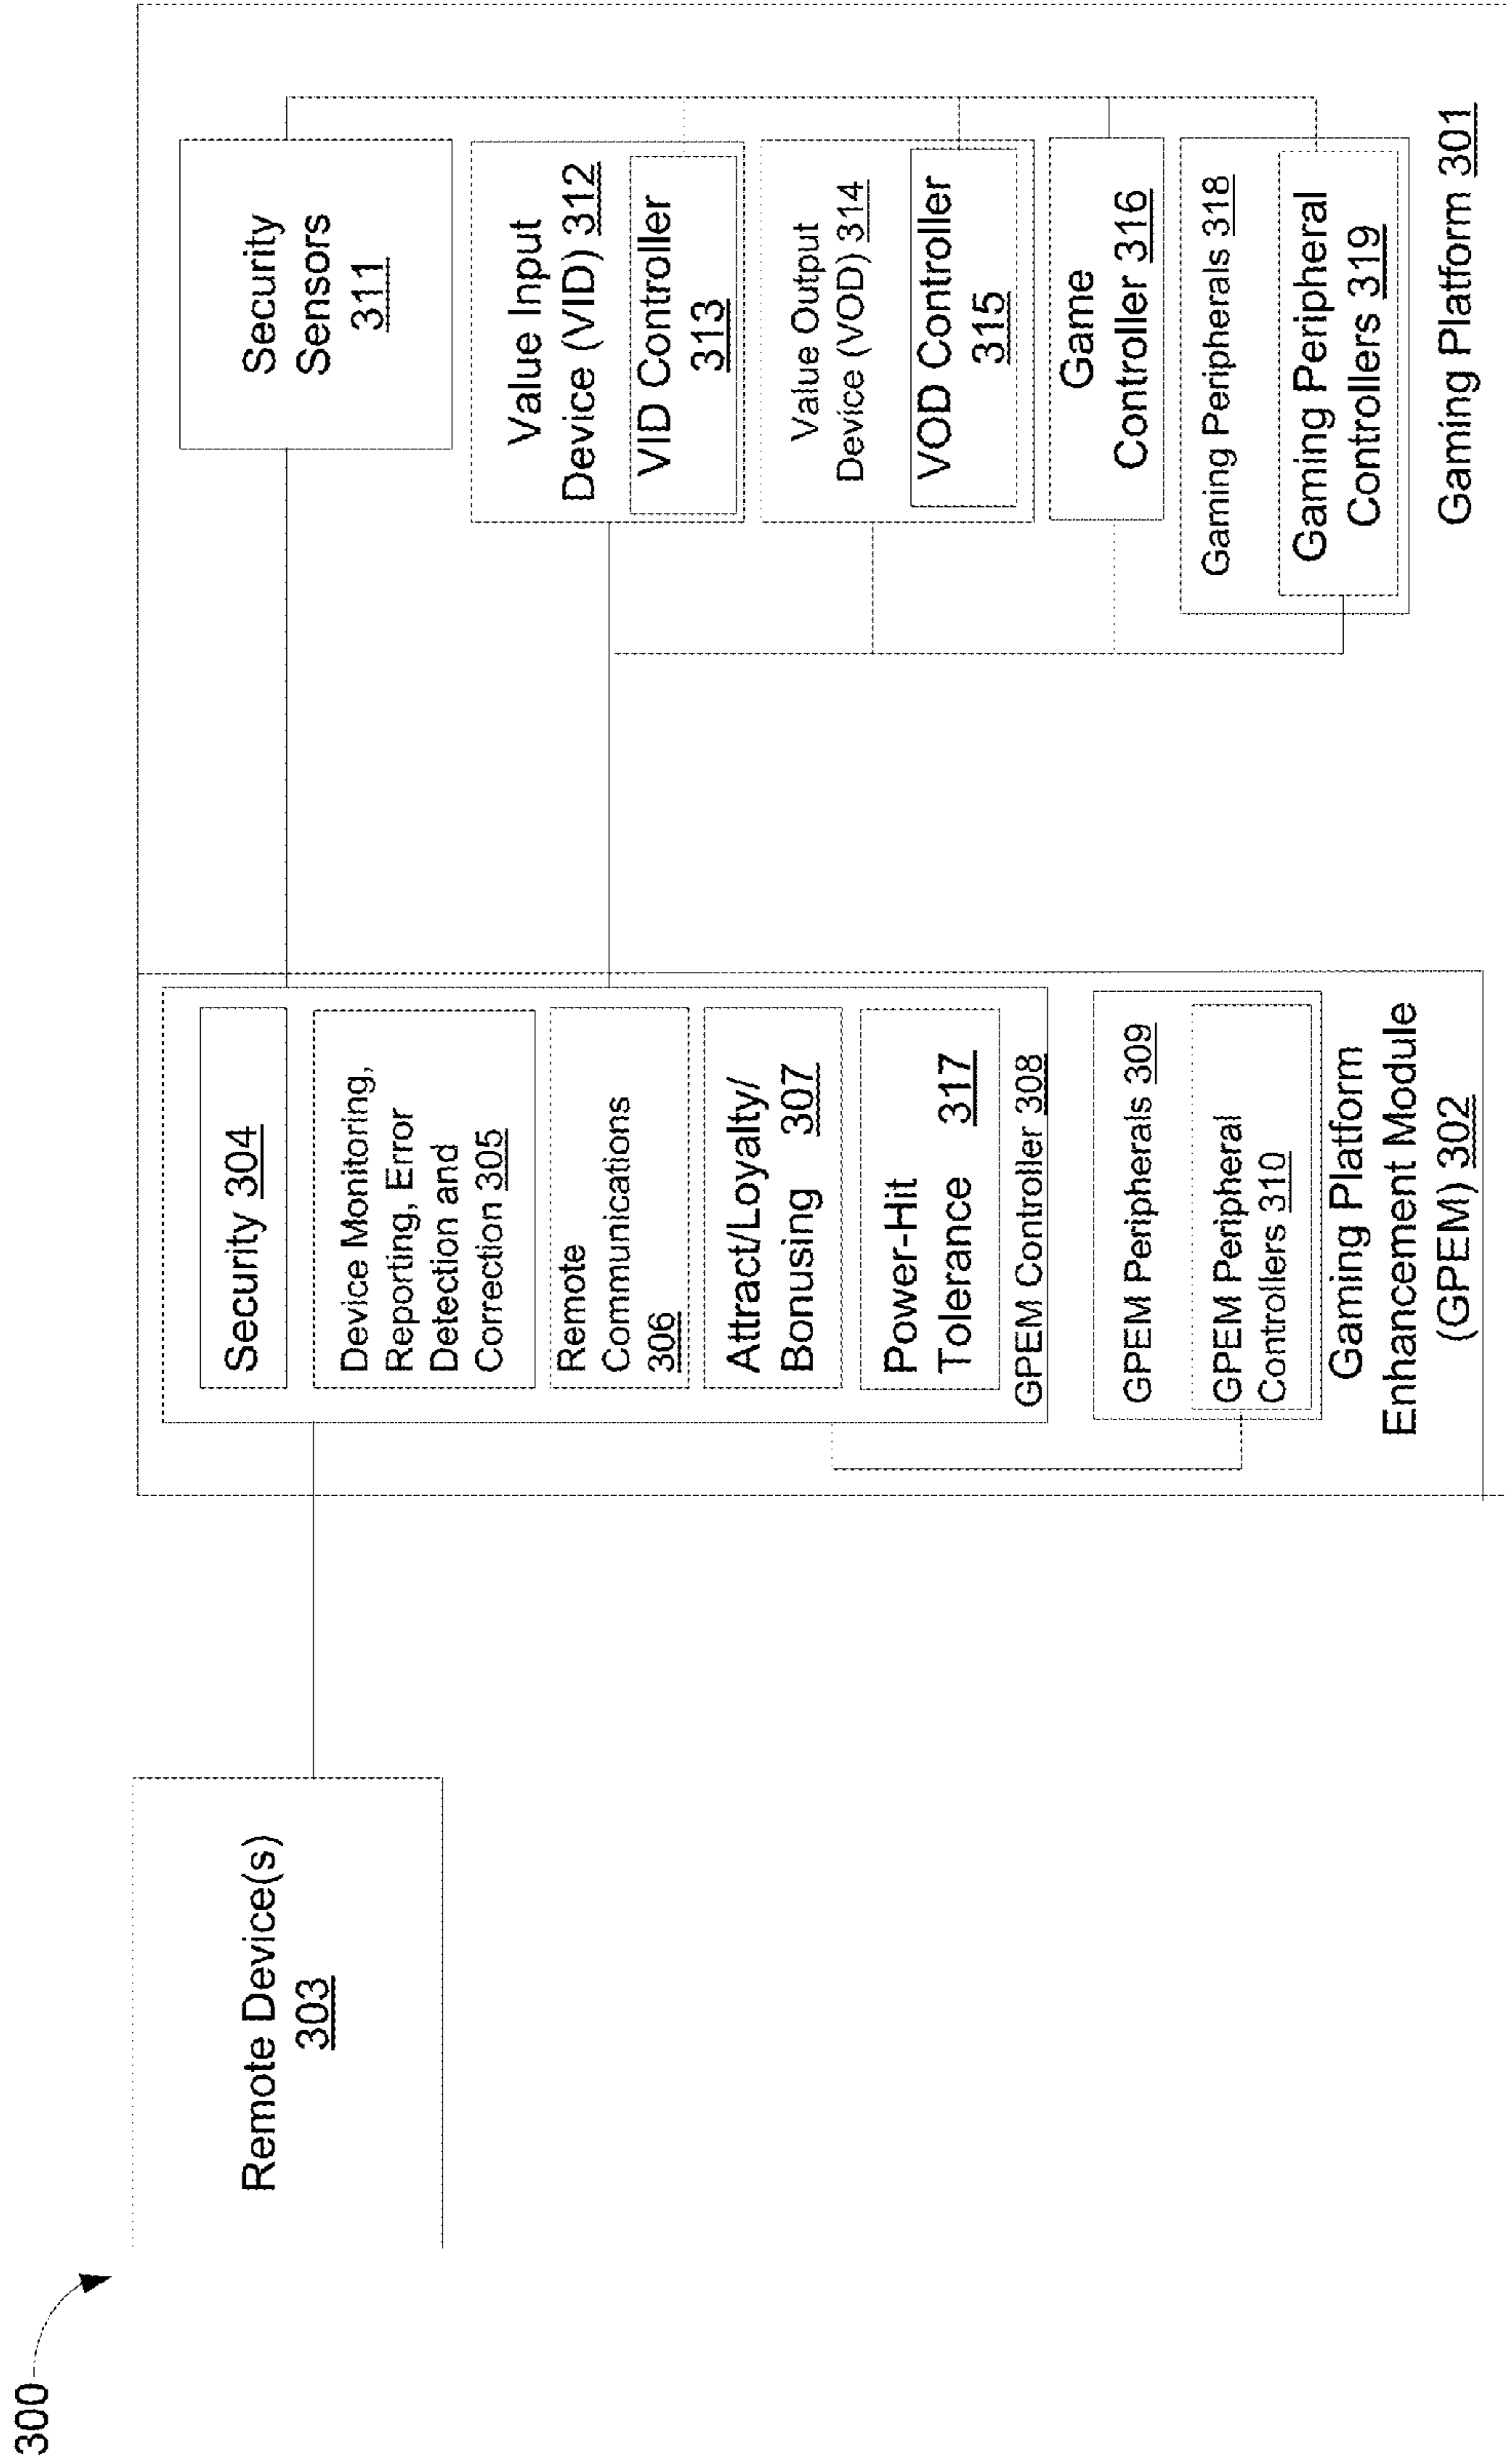 300
Remote Device(s)
303
Security 304
Device Monitoring,
Reporting, Error
Detection and
Correction 305
Remote
Communications
306
Attract/Loyalty/
Bonusing 307
Power-Hit
Tolerance 317
GPEM Controller 308
GPEM Peripherals 309
GPEM Peripheral
Controllers 310
Gaming Platform
Enhancement Module
(GPEM) 302
Security
Sensors
311
Value Input
Device (VID) 312
VID Controller
313
Value Output
Device (VOD) 314
VOD Controller
315
Game
Controller 316
Gaming Peripherals 318
Gaming Peripheral
Controllers 319
Gaming Platform 301